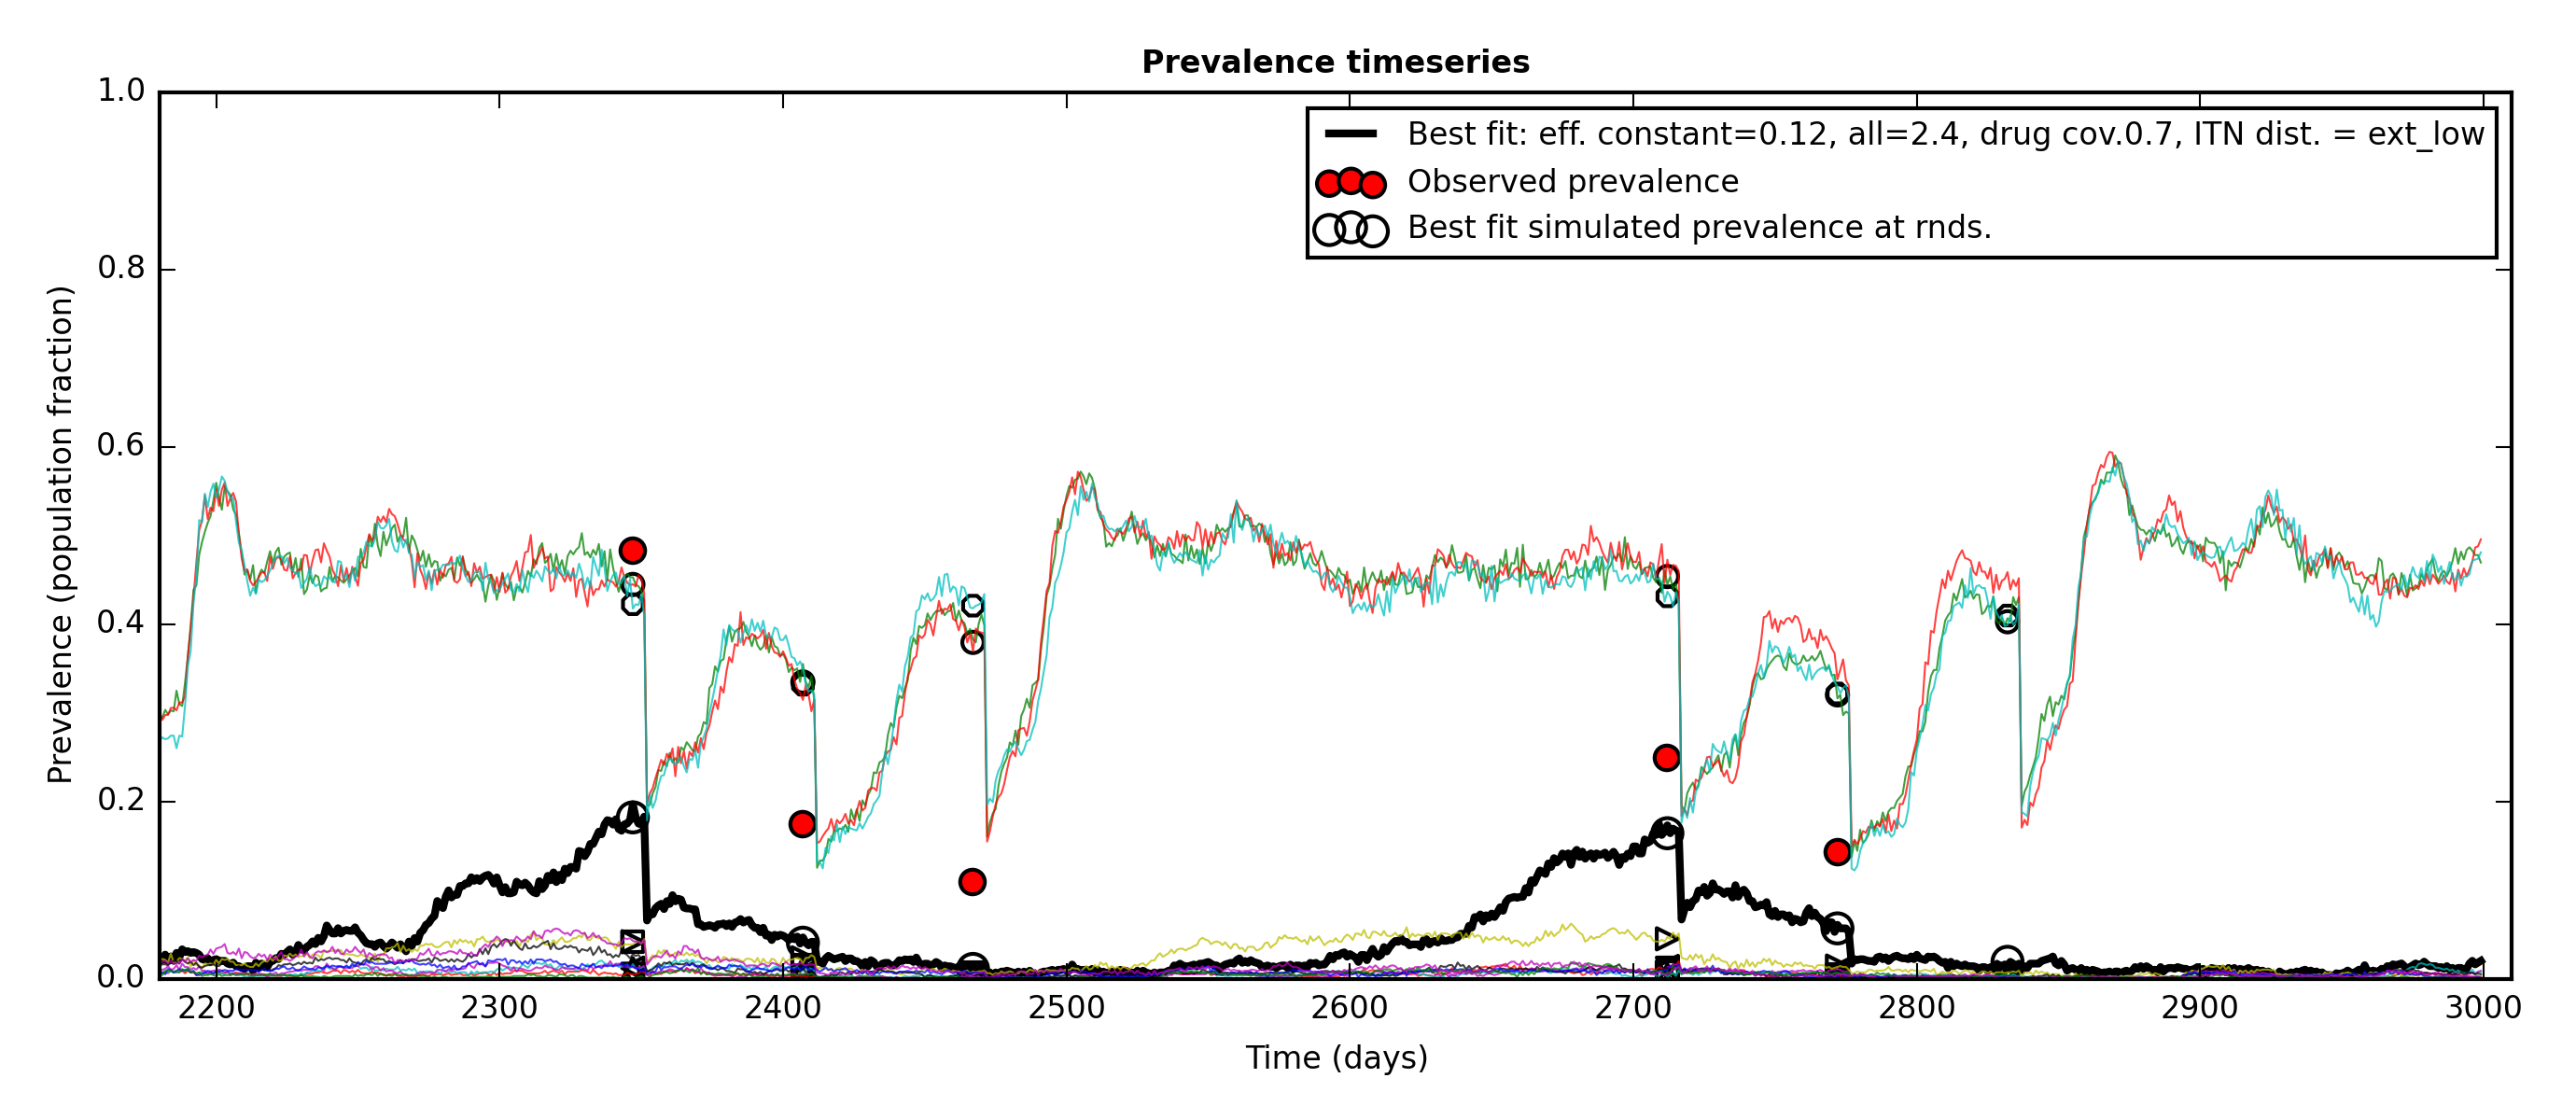 Prevalence timeseries
1.0
0.8
0.6
0.4
0.2
0.0
Prevalence (population fraction)
Best fit: eff. constant=0.12, all=2.4, drug cov.0.7, ITN dist. = ext_low
Observed prevalence
Best fit simulated prevalence at rnds.
2200 2300 2400 2500 2600 2700 2800 2900 3000
Time (days)